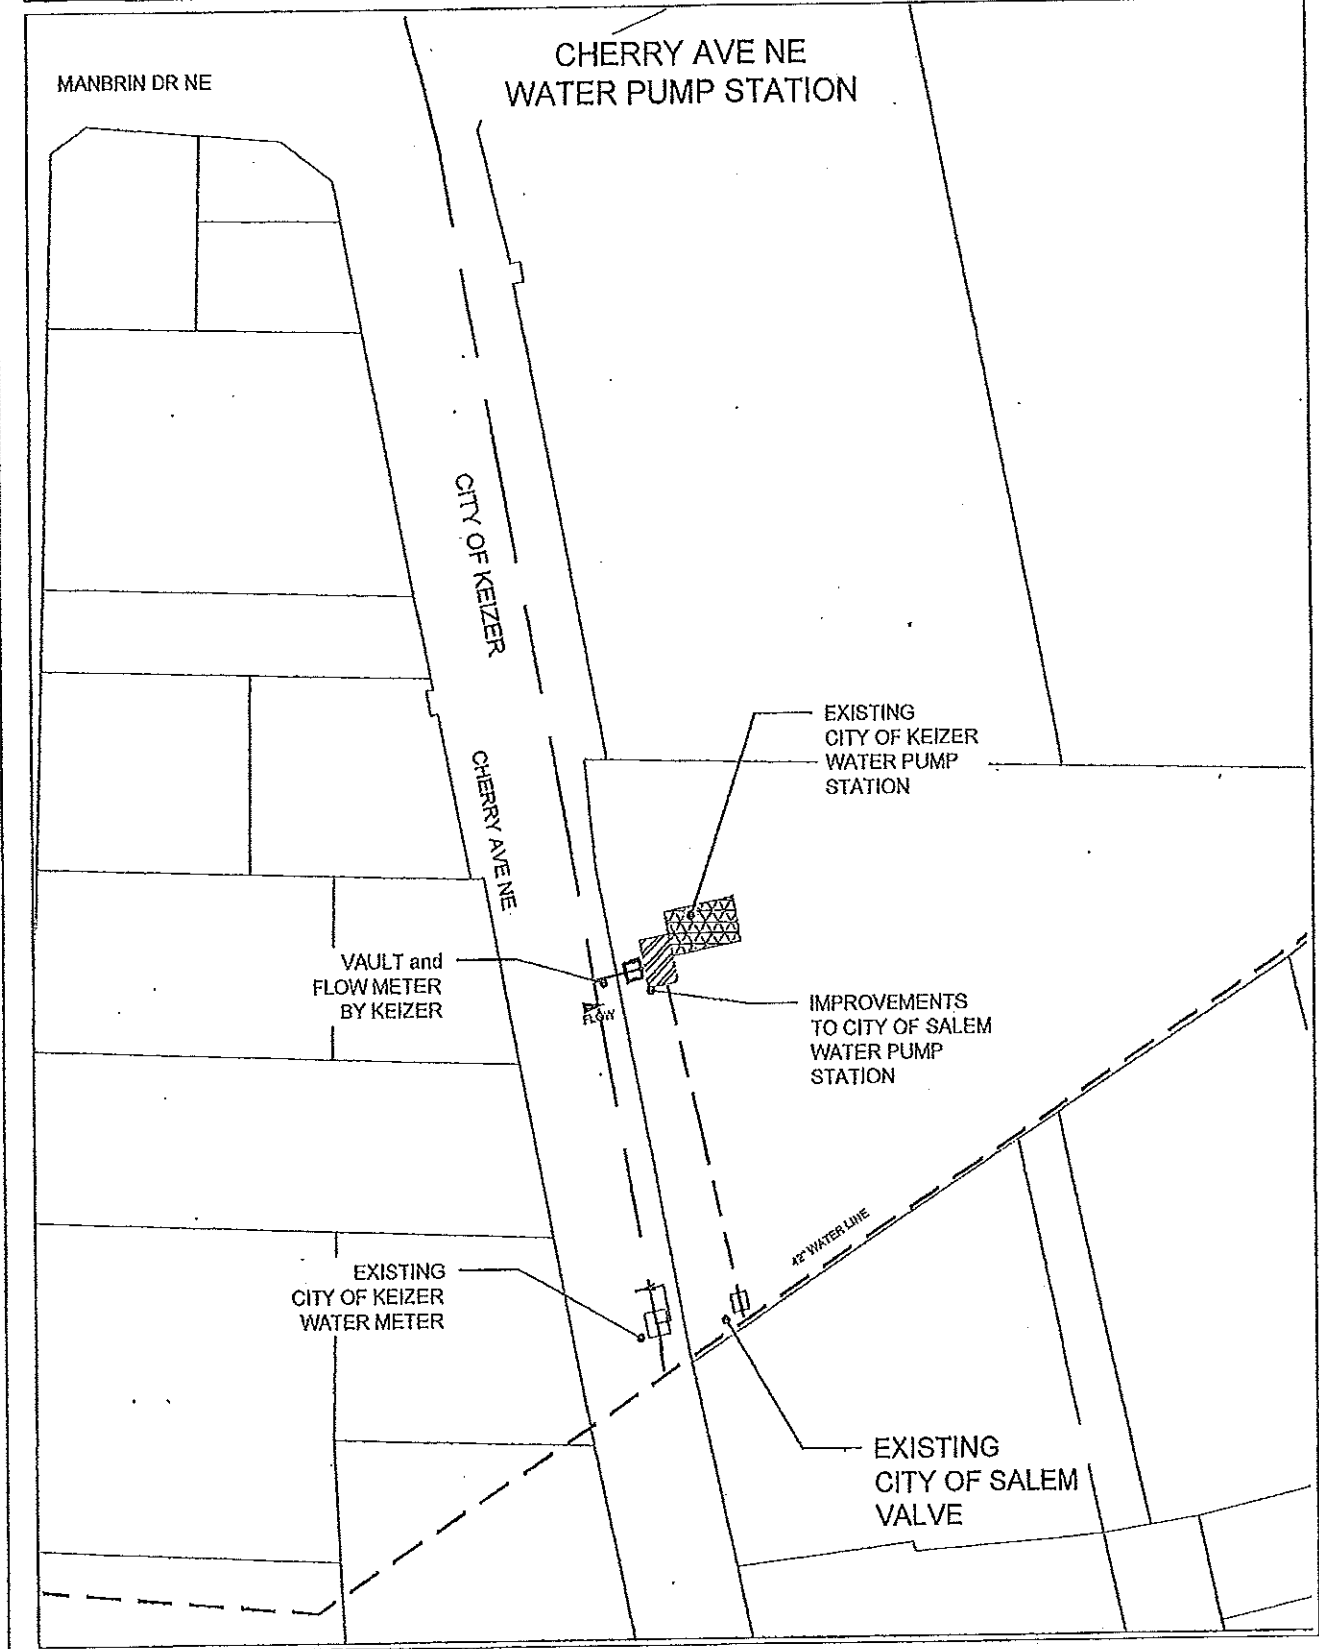 CHERRY AVE NE
WATER PUMP STATION
MANBRIN DR NE
CITY OF KEIZER
CHERRY AVE NE
EXISTING
CITY OF KEIZER
WATER PUMP
STATION
VAULT and
FLOW METER
BY KEIZER
FLOW
IMPROVEMENTS
TO CITY OF SALEM
WATER PUMP
STATION
42" WATER LINE
EXISTING
CITY OF KEIZER
WATER METER
EXISTING
CITY OF SALEM
VALVE